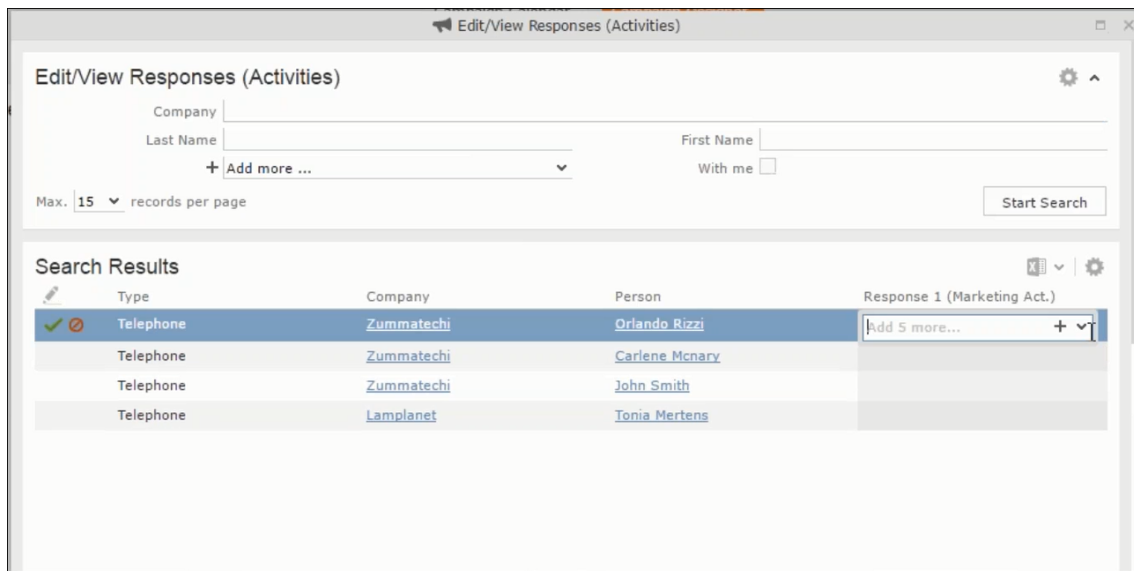 Edit/View Responses (Activities)
Edit/View Responses (Activities)
Company
Last Name First Name
+ Add more ... With me
Max. 15 records per page Start Search
Search Results
Type Company Person Response 1 (Marketing Act.)
Telephone Zummatechi Orlando Rizzi Add 5 more... +
Telephone Zummatechi Carlene Mcnary
Telephone Zummatechi John Smith
Telephone Lamplanet Tonia Mertens